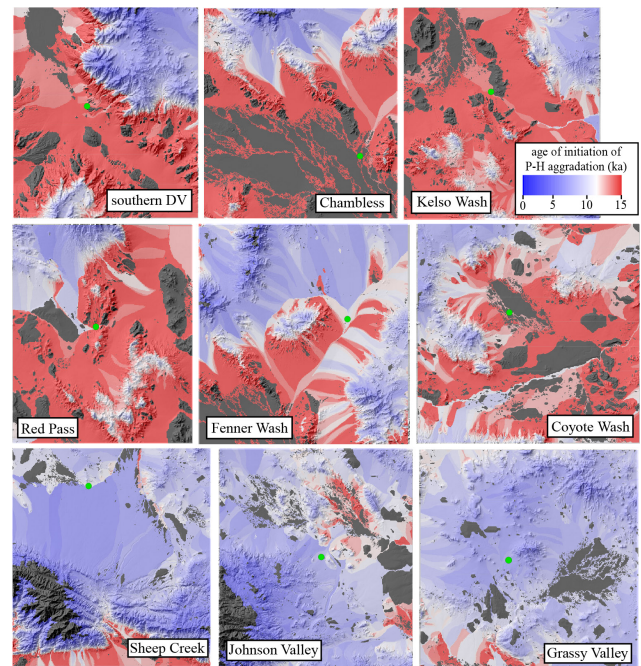 southern DV
Chambless
Kelso Wash
age of initiation of
P-H aggradation (ka)
0 5 10 15
Red Pass
Fenner Wash
Coyote Wash
Sheep Creek
Johnson Valley
Grassy Valley